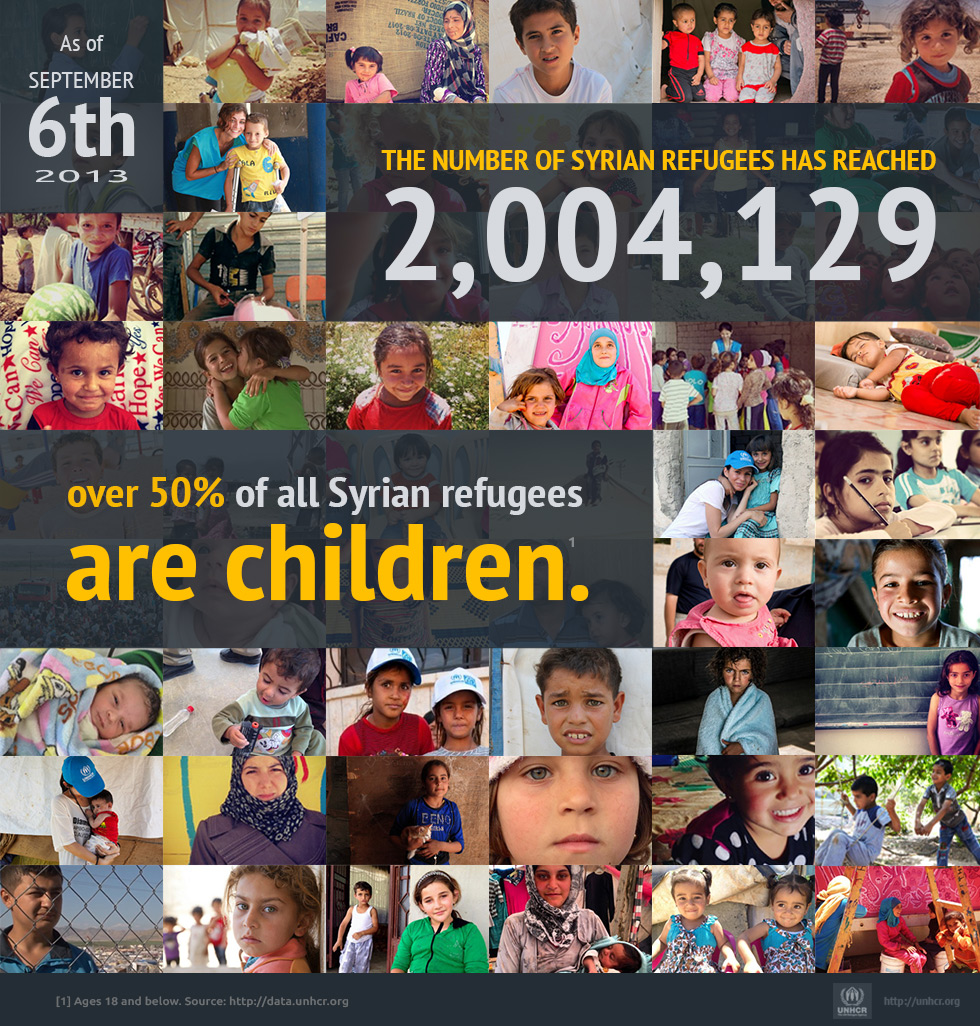 As of
SEPTEMBER
6th
2013
THE NUMBER OF SYRIAN REFUGEES HAS REACHED
2,004,129
over 50% of all Syrian refugees
are children.1
[1] Ages 18 and below. Source: http://data.unhcr.org
UNHCR
http://unhcr.org